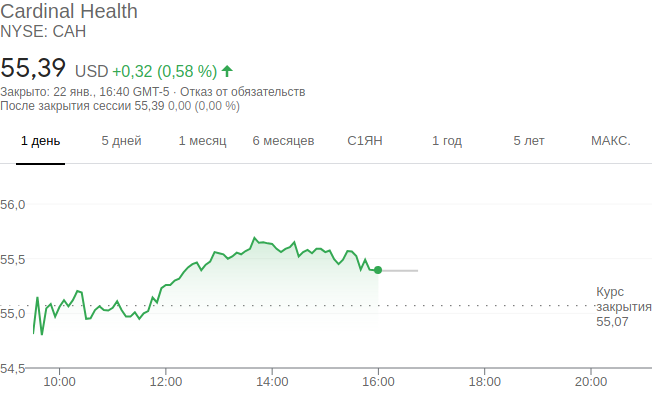 Cardinal Health
NYSE: CAH
55,39 USD +0,32 (0,58 %)
Закрыто: 22 янв., 16:40 GMT-5 · Отказ от обязательств
После закрытия сессии 55,39 0,00 (0,00 %)
1 день 5 дней 1 месяц 6 месяцев С1ЯН 1 год 5 лет МАКС.
56,0
55,5
Курс
закрытия
55,07
55,0
54,5
10:00 12:00 14:00 16:00 18:00 20:00